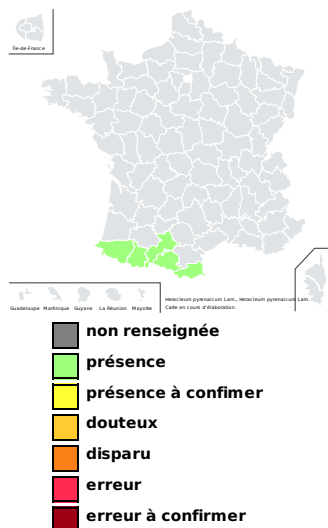 Île-de-France
Guadeloupe Martinique Guyane La Réunion Mayotte
Heracleum pyrenaicum Lam., Heracleum pyrenaicum Lam.
Carte en cours d'élaboration.
non renseignée
présence
présence à confimer
douteux
disparu
erreur
erreur à confirmer